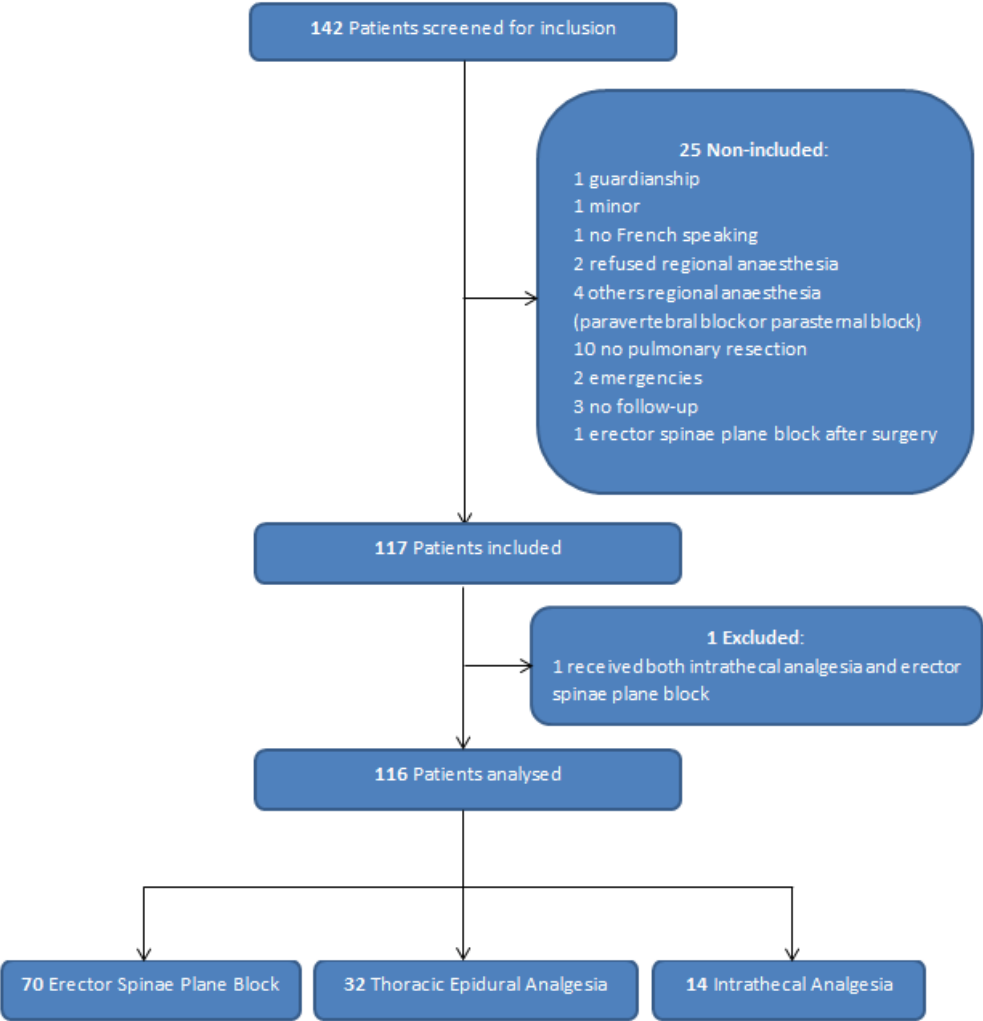 142 Patients screened for inclusion
25 Non-included:
1 guardianship
1 minor
1 no French speaking
2 refused regional anaesthesia
4 others regional anaesthesia
(paravertebral block or parasternal block)
10 no pulmonary resection
2 emergencies
3 no follow-up
1 erector spinae plane block after surgery
117 Patients included
1 Excluded:
1 received both intrathecal analgesia and erector
spinae plane block
116 Patients analysed
70 Erector Spinae Plane Block
32 Thoracic Epidural Analgesia
14 Intrathecal Analgesia